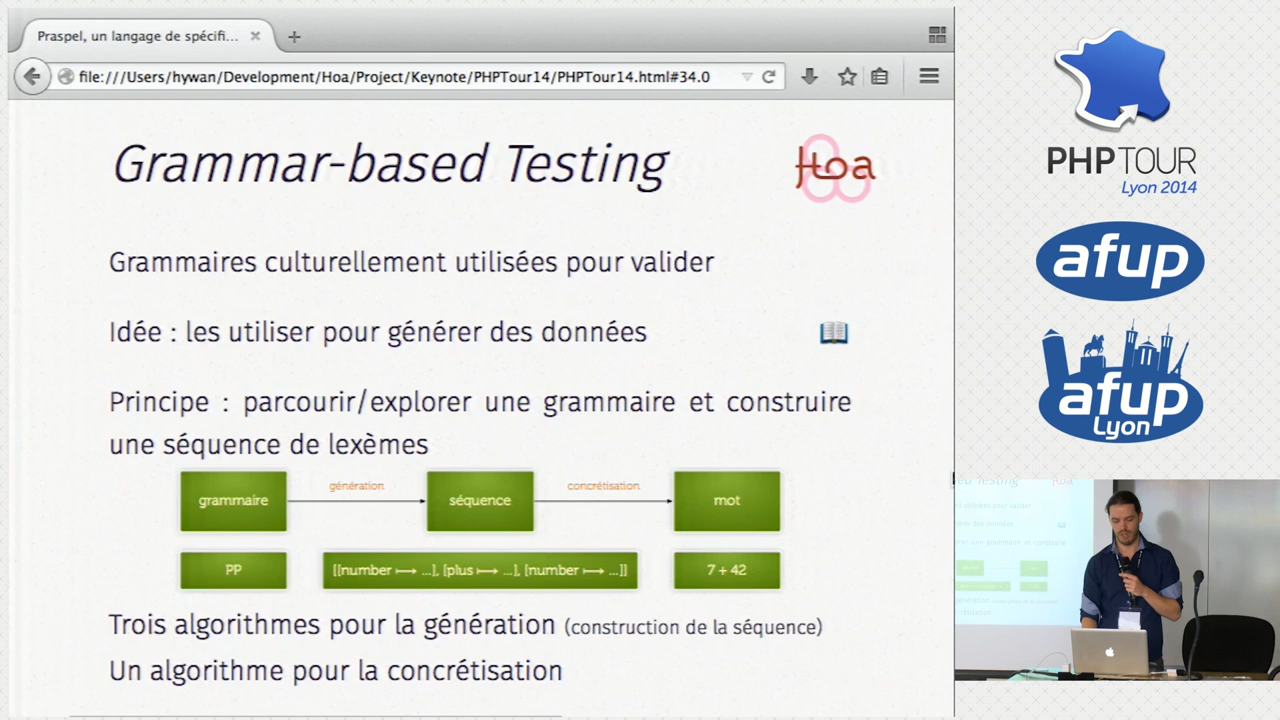 Praspel, un langage de spécifi...
file:///Users/hywan/Development/Hoa/Project/Keynote/PHPTour14/PHPTour14.html#34.0
Grammar-based Testing
Hoa
Grammaires culturellement utilisées pour valider
Idée : les utiliser pour générer des données
Principe : parcourir/explorer une grammaire et construire
une séquence de lexèmes
grammaire
génération
séquence
concrétisation
mot
PP
[[number ⟼ ...], [plus ⟼ ...], [number ⟼ ...]]
7 + 42
Trois algorithmes pour la génération (construction de la séquence)
Un algorithme pour la concrétisation
PHP TOUR
Lyon 2014
afup
afup
Lyon